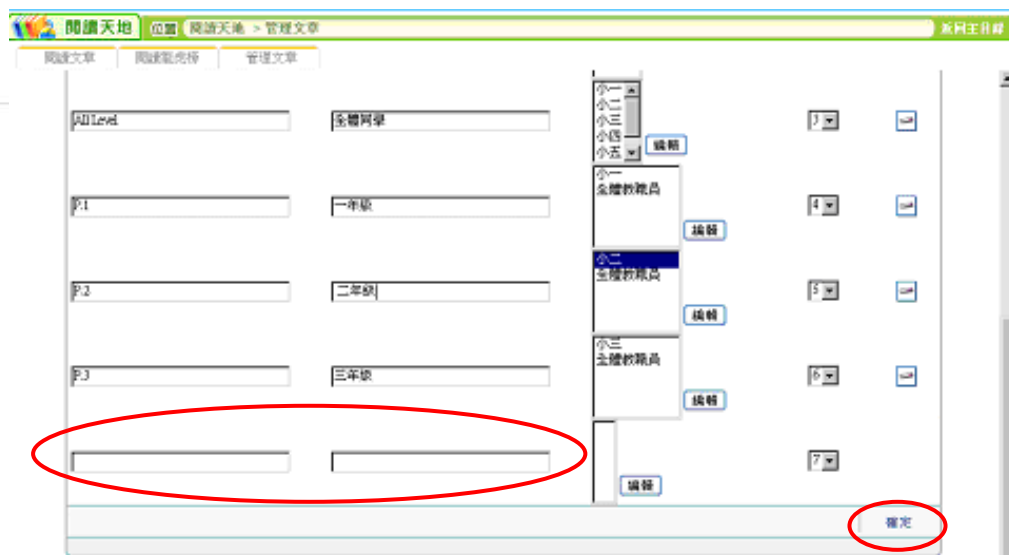 閱讀天地 位置 閱讀天地 > 管理文章 返回主目錄
閱讀文章 閱讀龍虎榜 管理文章
小一
小二
小三
小四
小五
All Level 全體同學 編輯 3
小一
全體教職員
P.1 一年級 編輯 4
小二
全體教職員
P.2 二年級 編輯 5
小三
全體教職員
P.3 三年級 編輯 6
編輯 7
確定